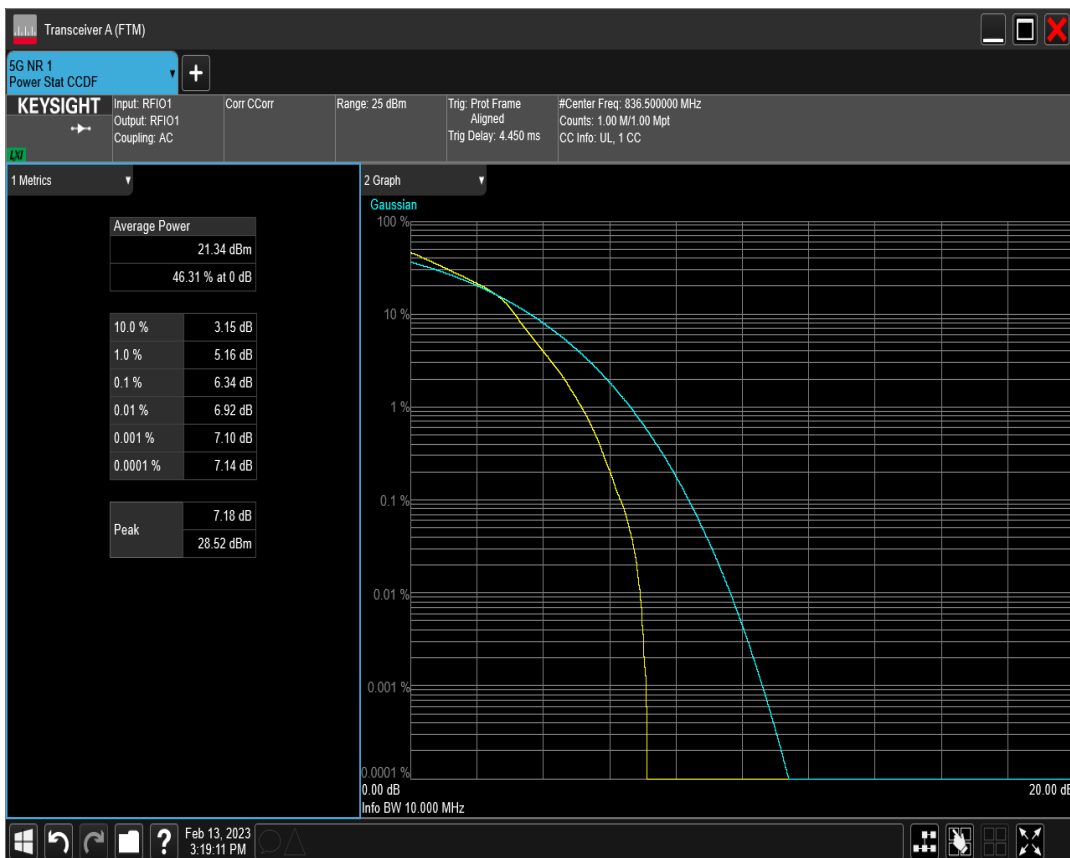 Transceiver A (FTM)
5G NR 1
Power Stat CCDF
+
KEYSIGHT
LXI
Input: RFIO1
Output: RFIO1
Coupling: AC
Corr CCorr
Range: 25 dBm
Trig: Prot Frame
Aligned
Trig Delay: 4.450 ms
#Center Freq: 836.500000 MHz
Counts: 1.00 M/1.00 Mpt
CC Info: UL, 1 CC
1 Metrics
Average Power
21.34 dBm
46.31 % at 0 dB
10.0 % 3.15 dB
1.0 % 5.16 dB
0.1 % 6.34 dB
0.01 % 6.92 dB
0.001 % 7.10 dB
0.0001 % 7.14 dB
Peak
7.18 dB
28.52 dBm
2 Graph
Gaussian
100 %
10 %
1 %
0.1 %
0.01 %
0.001 %
0.0001 %
0.00 dB
20.00 dB
Info BW 10.000 MHz
?
Feb 13, 2023
3:19:11 PM